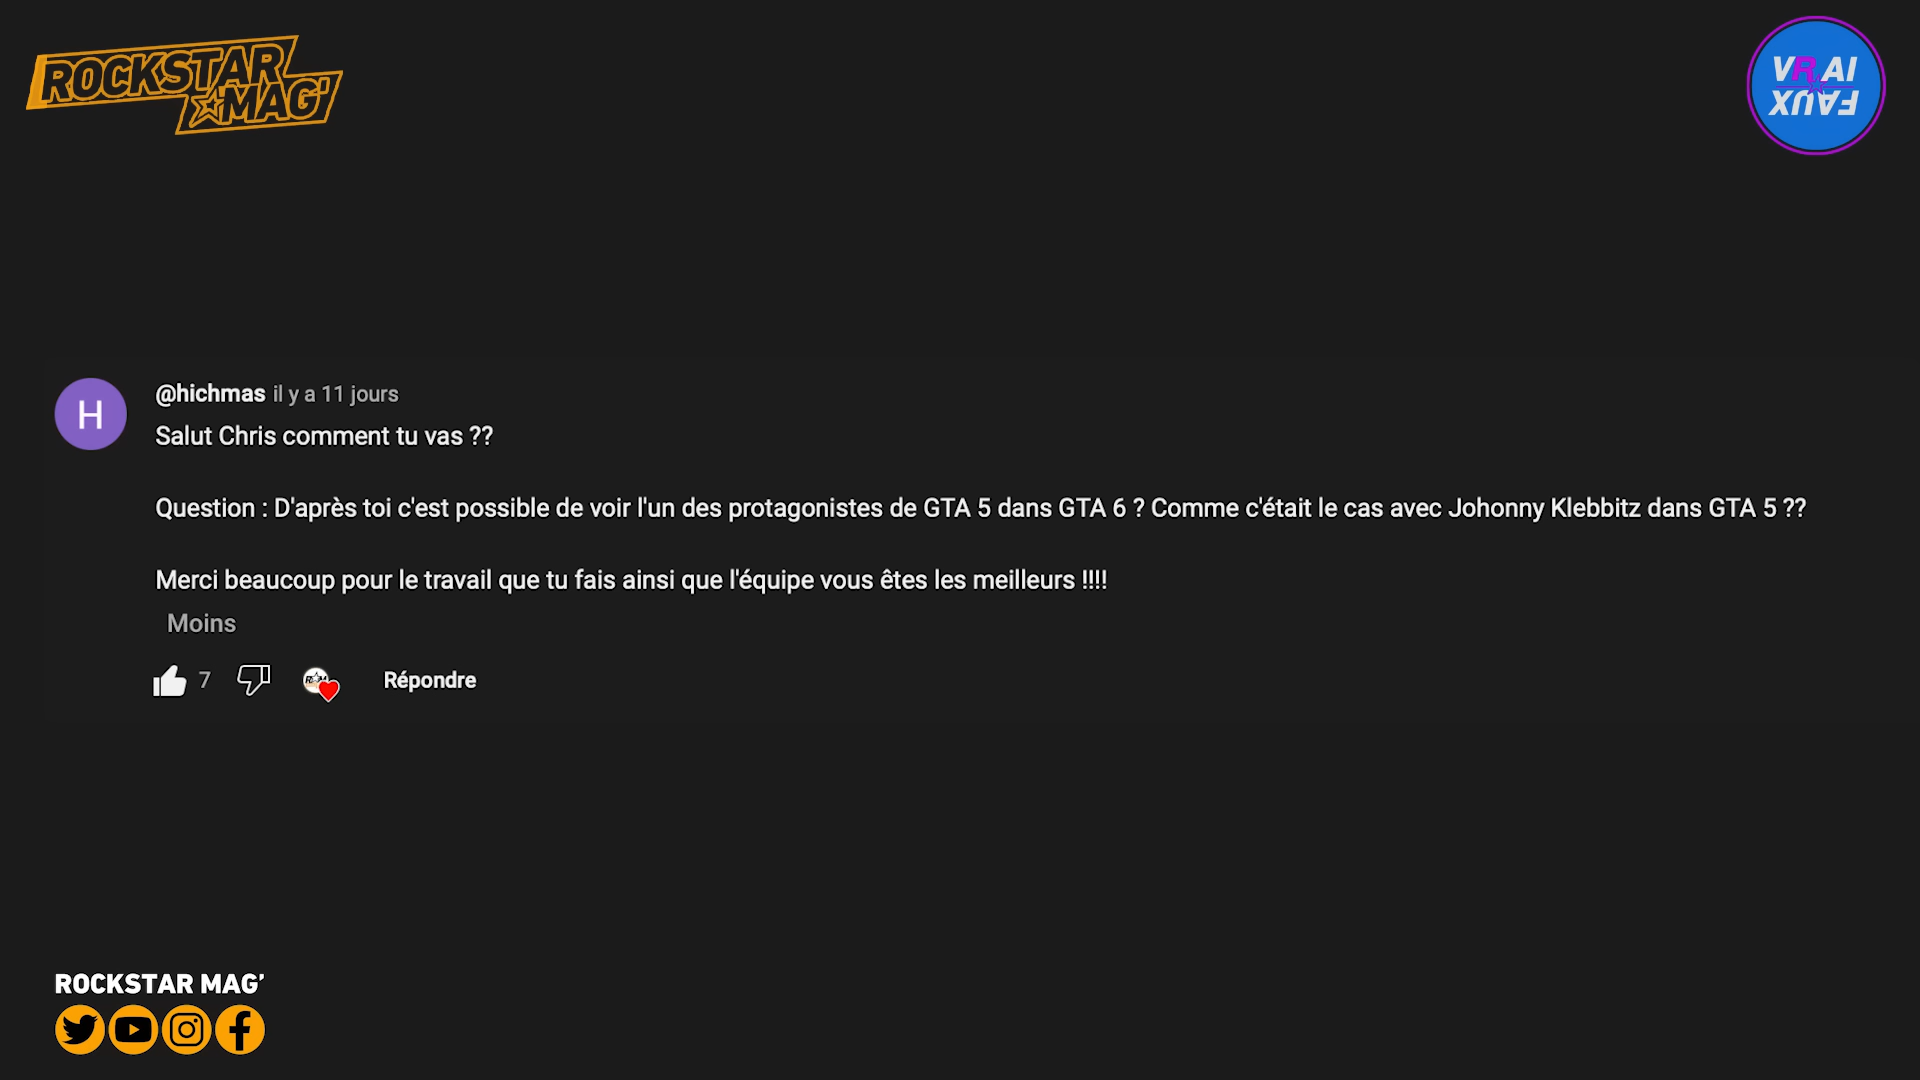 ROCKSTAR
MAG'
VRAI
FAUX
H
@hichmas il y a 11 jours
Salut Chris comment tu vas ??
Question : D'après toi c'est possible de voir l'un des protagonistes de GTA 5 dans GTA 6 ? Comme c'était le cas avec Johonny Klebbitz dans GTA 5 ??
Merci beaucoup pour le travail que tu fais ainsi que l'équipe vous êtes les meilleurs !!!!
Moins
7
Répondre
ROCKSTAR MAG'